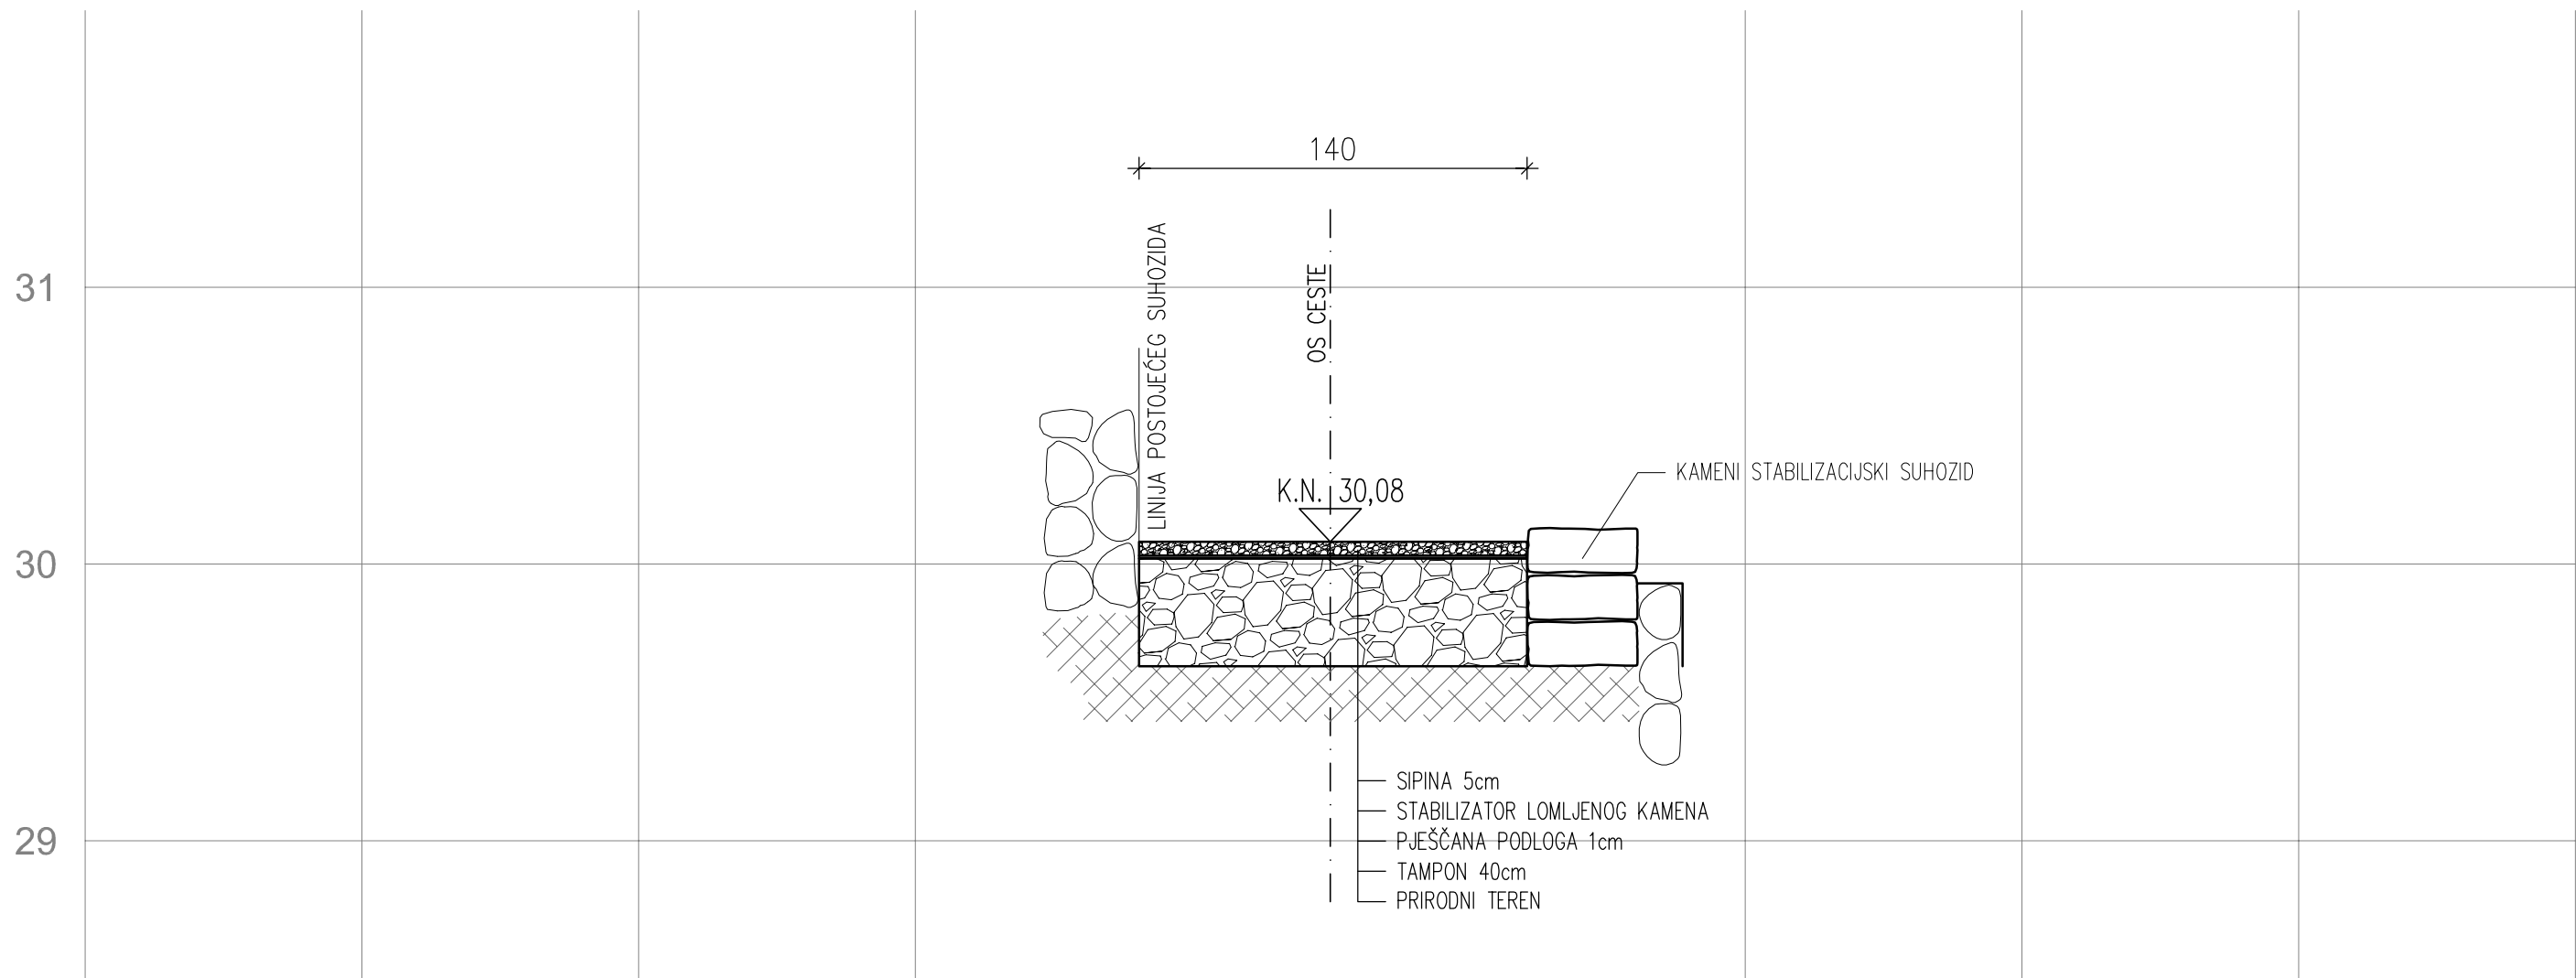 140
LINIJA POSTOJEĆEG SUHOZIDA
OS CESTE
31
KAMENI STABILIZACIJSKI SUHOZID
K.N. 30,08
30
SIPINA 5cm
STABILIZATOR LOMLJENOG KAMENA
29
PJEŠČANA PODLOGA 1cm
TAMPON 40cm
PRIRODNI TEREN